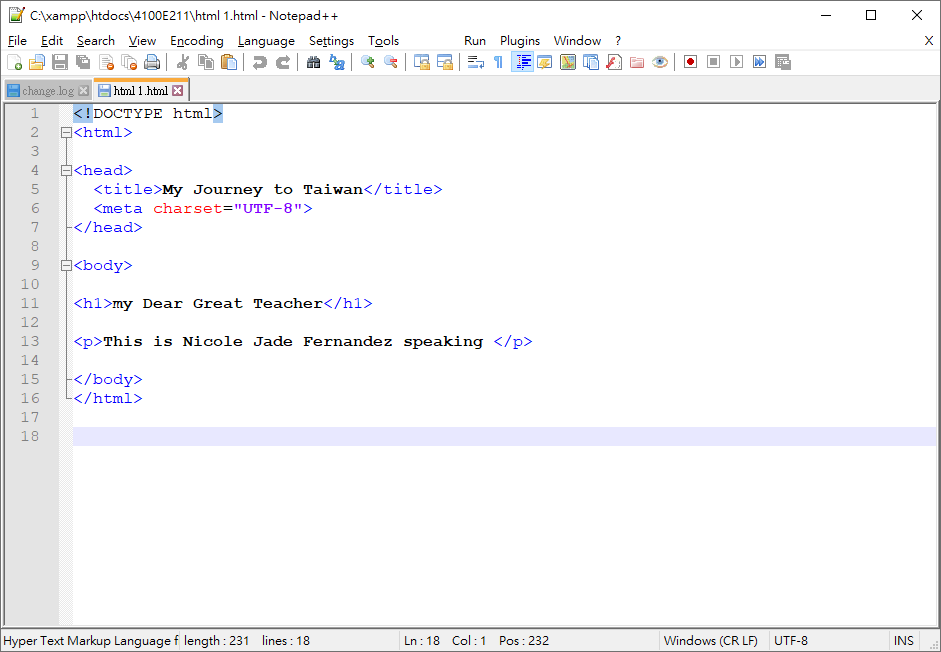 C:\xampp\htdocs\4100E211\html 1.html - Notepad++
File Edit Search View Encoding Language Settings Tools Run Plugins Window ? X
change.log html 1.html
1 <!DOCTYPE html>
2 <html>
3
4 <head>
5 <title>My Journey to Taiwan</title>
6 <meta charset="UTF-8">
7 </head>
8
9 <body>
10
11 <h1>my Dear Great Teacher</h1>
12
13 <p>This is Nicole Jade Fernandez speaking </p>
14
15 </body>
16 </html>
17
18
Hyper Text Markup Language f length : 231 lines : 18 Ln : 18 Col : 1 Pos : 232 Windows (CR LF) UTF-8 INS